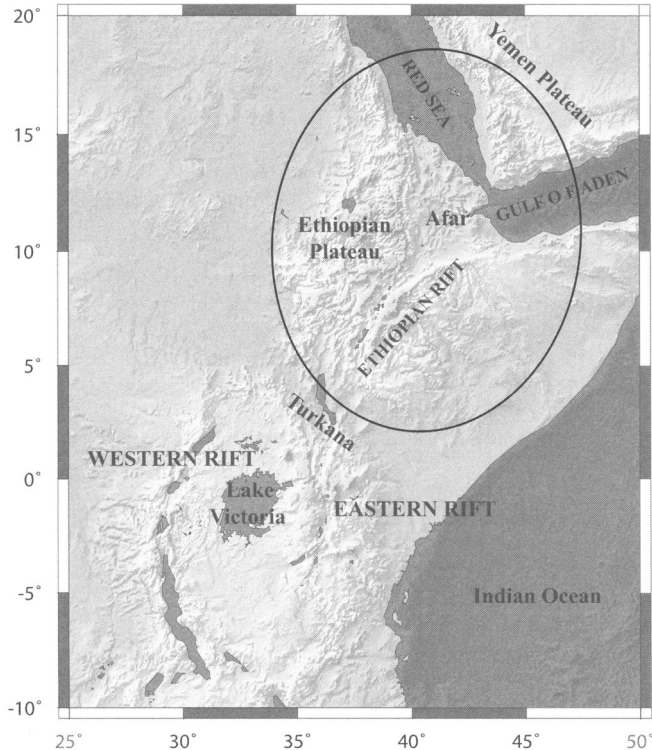 20°
Yemen Plateau
RED SEA
15°
GULF OF ADEN
Afar
Ethiopian
Plateau
10°
ETHIOPIAN RIFT
5°
Turkana
WESTERN RIFT
0°
Lake
Victoria
EASTERN RIFT
Indian Ocean
-5°
-10°
25° 30° 35° 40° 45° 50°